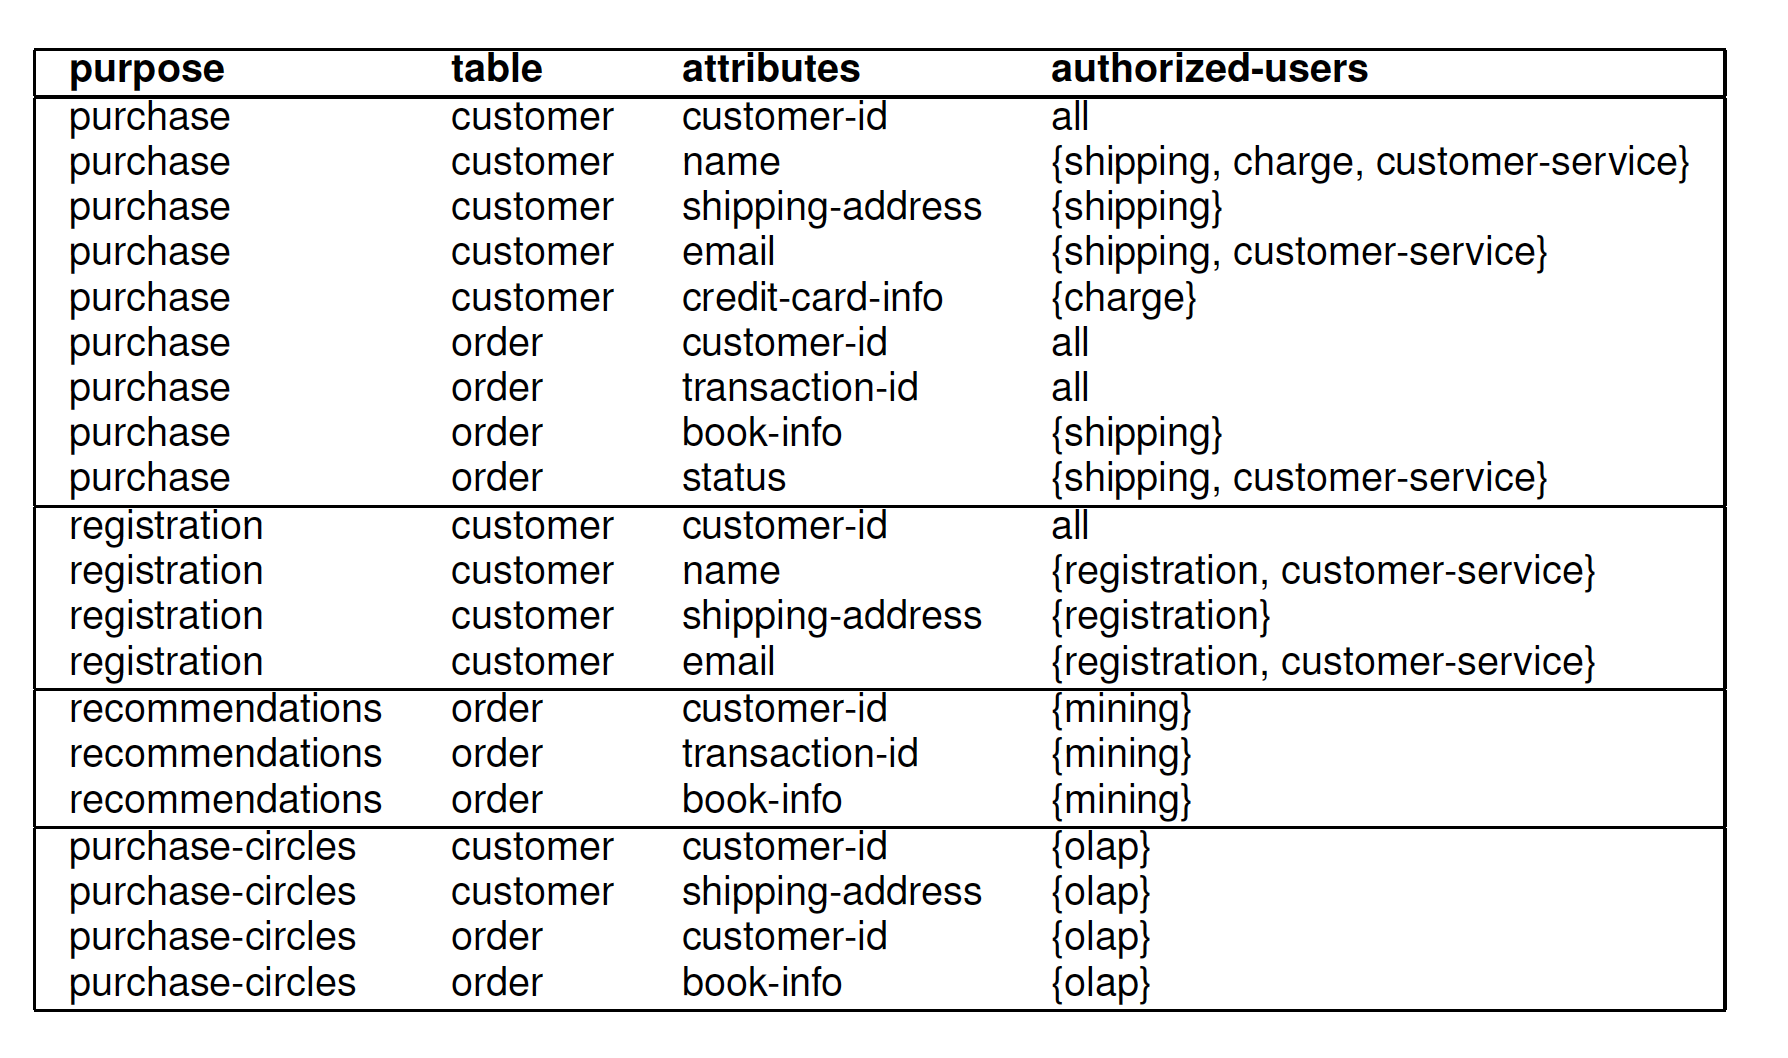 purpose table attributes authorized-users
purchase customer customer-id all
purchase customer name {shipping, charge, customer-service}
purchase customer shipping-address {shipping}
purchase customer email {shipping, customer-service}
purchase customer credit-card-info {charge}
purchase order customer-id all
purchase order transaction-id all
purchase order book-info {shipping}
purchase order status {shipping, customer-service}
registration customer customer-id all
registration customer name {registration, customer-service}
registration customer shipping-address {registration}
registration customer email {registration, customer-service}
recommendations order customer-id {mining}
recommendations order transaction-id {mining}
recommendations order book-info {mining}
purchase-circles customer customer-id {olap}
purchase-circles customer shipping-address {olap}
purchase-circles order customer-id {olap}
purchase-circles order book-info {olap}